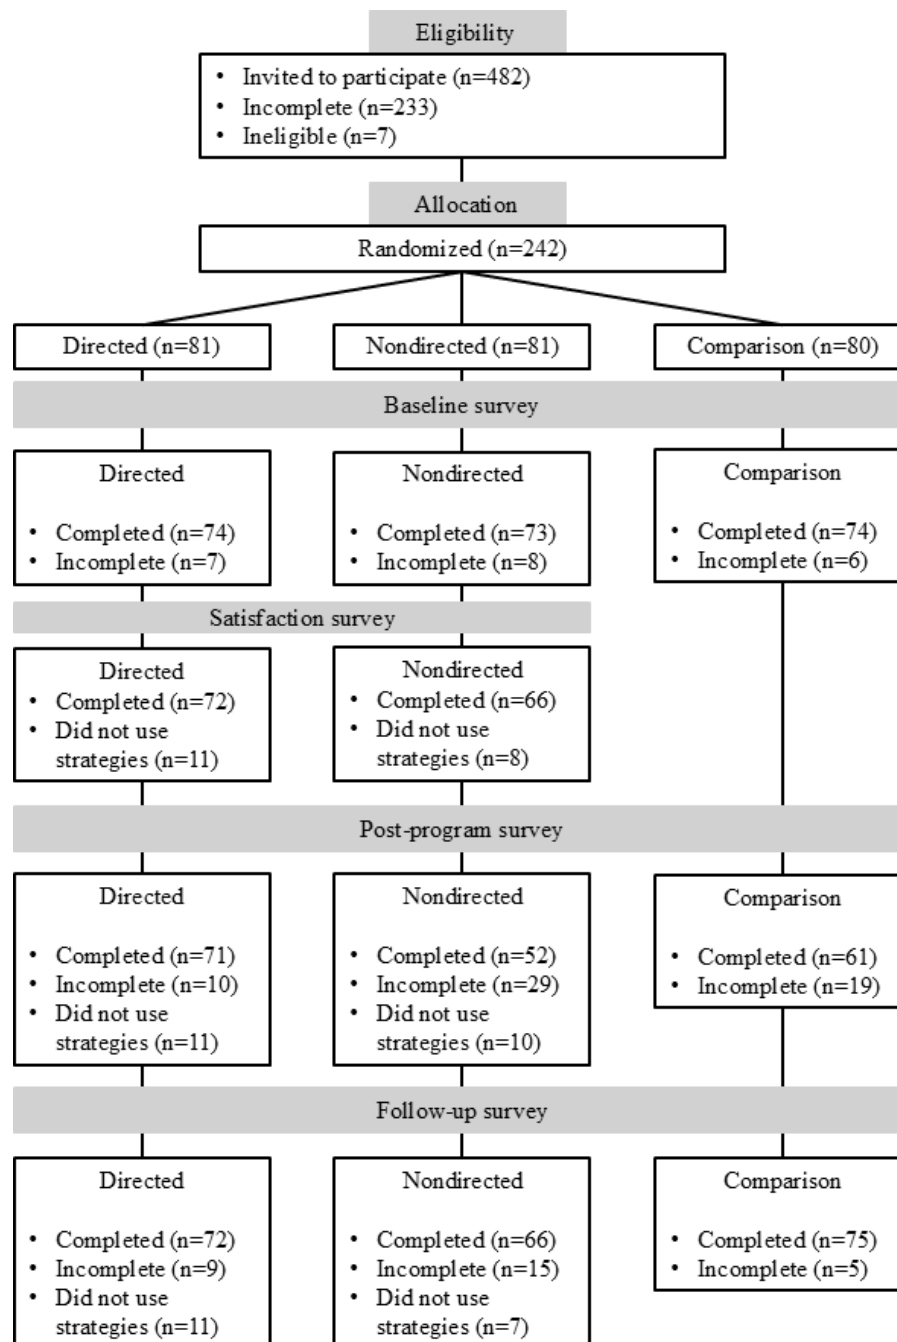 Eligibility
• Invited to participate (n=482)
• Incomplete (n=233)
• Ineligible (n=7)
Allocation
Randomized (n=242)
Directed (n=81)
Nondirected (n=81)
Comparison (n=80)
Baseline survey
Directed
• Completed (n=74)
• Incomplete (n=7)
Nondirected
• Completed (n=73)
• Incomplete (n=8)
Comparison
• Completed (n=74)
• Incomplete (n=6)
Satisfaction survey
Directed
• Completed (n=72)
• Did not use
strategies (n=11)
Nondirected
• Completed (n=66)
• Did not use
strategies (n=8)
Post-program survey
Directed
• Completed (n=71)
• Incomplete (n=10)
• Did not use
strategies (n=11)
Nondirected
• Completed (n=52)
• Incomplete (n=29)
• Did not use
strategies (n=10)
Comparison
• Completed (n=61)
• Incomplete (n=19)
Follow-up survey
Directed
• Completed (n=72)
• Incomplete (n=9)
• Did not use
strategies (n=11)
Nondirected
• Completed (n=66)
• Incomplete (n=15)
• Did not use
strategies (n=7)
Comparison
• Completed (n=75)
• Incomplete (n=5)